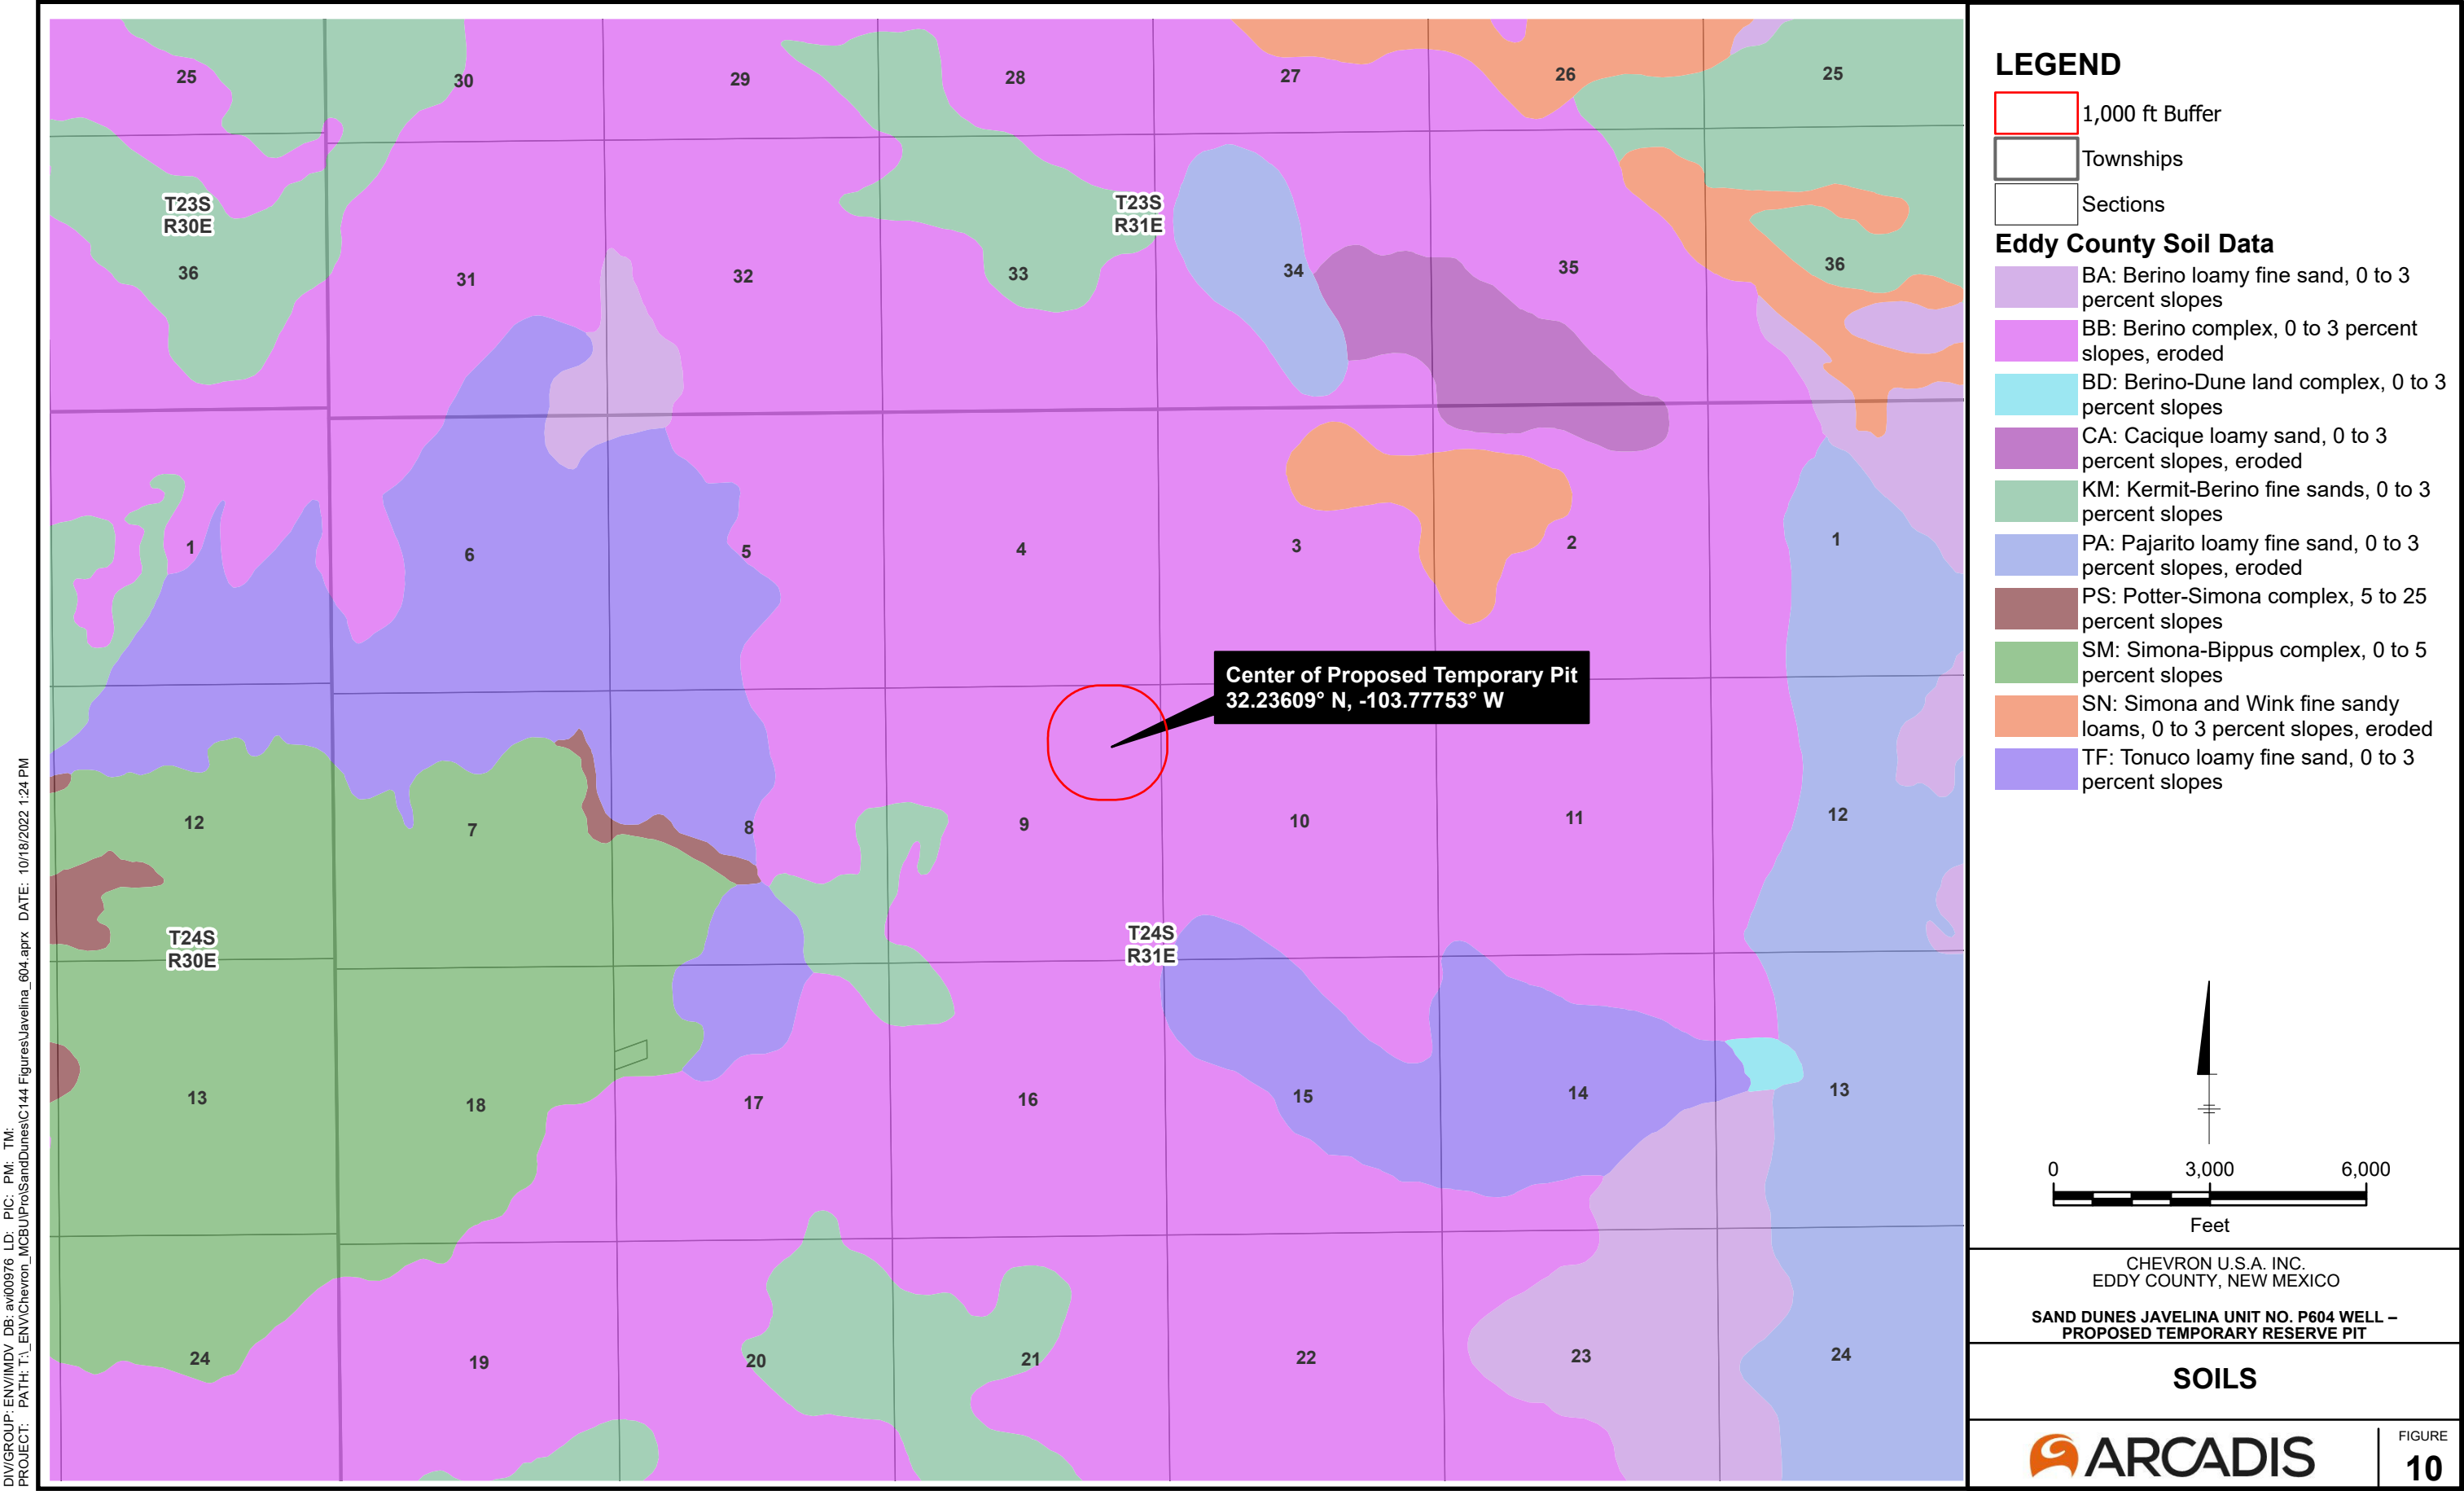 25
30
29
28
27
26
25
T23S
R30E
T23S
R31E
36
31
32
33
34
35
36
1
6
5
4
3
2
1
Center of Proposed Temporary Pit
32.23609° N, -103.77753° W
12
7
8
9
10
11
12
T24S
R30E
T24S
R31E
13
18
17
16
15
14
13
24
19
20
21
22
23
24
LEGEND
1,000 ft Buffer
Townships
Sections
Eddy County Soil Data
BA: Berino loamy fine sand, 0 to 3
percent slopes
BB: Berino complex, 0 to 3 percent
slopes, eroded
BD: Berino-Dune land complex, 0 to 3
percent slopes
CA: Cacique loamy sand, 0 to 3
percent slopes, eroded
KM: Kermit-Berino fine sands, 0 to 3
percent slopes
PA: Pajarito loamy fine sand, 0 to 3
percent slopes, eroded
PS: Potter-Simona complex, 5 to 25
percent slopes
SM: Simona-Bippus complex, 0 to 5
percent slopes
SN: Simona and Wink fine sandy
loams, 0 to 3 percent slopes, eroded
TF: Tonuco loamy fine sand, 0 to 3
percent slopes
0 3,000 6,000
Feet
CHEVRON U.S.A. INC.
EDDY COUNTY, NEW MEXICO
SAND DUNES JAVELINA UNIT NO. P604 WELL –
PROPOSED TEMPORARY RESERVE PIT
SOILS
ARCADIS
FIGURE
10
DIV/GROUP: ENV/IMDV DB: avi00976 LD: PIC: PM: TM:
PROJECT: PATH: T:\_ENV\Chevron_MCBU\Pro\SandDunes\C144 Figures\Javelina_604.aprx DATE: 10/18/2022 1:24 PM